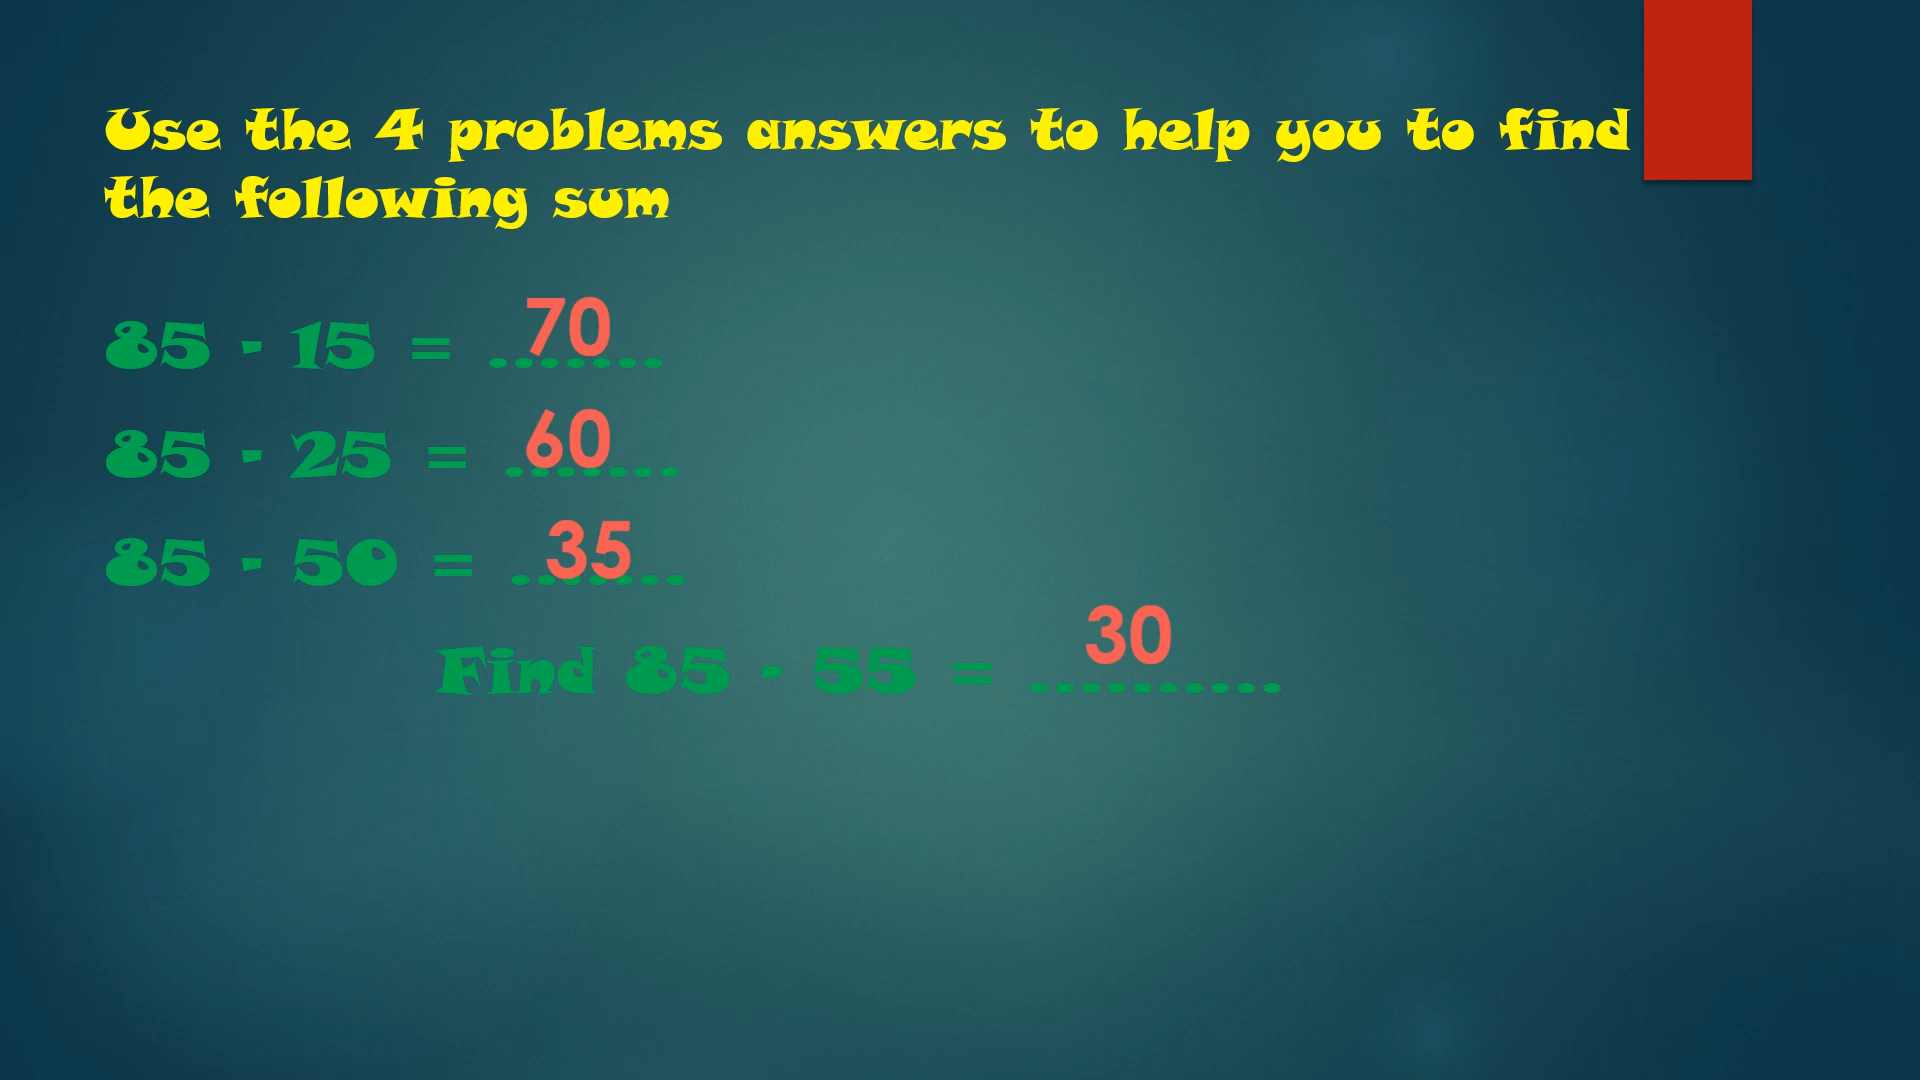 Use the 4 problems answers to help you to find
the following sum
85 - 15 = ....... 70
85 - 25 = ....... 60
85 - 50 = ....... 35
Find 85 - 55 = .......... 30